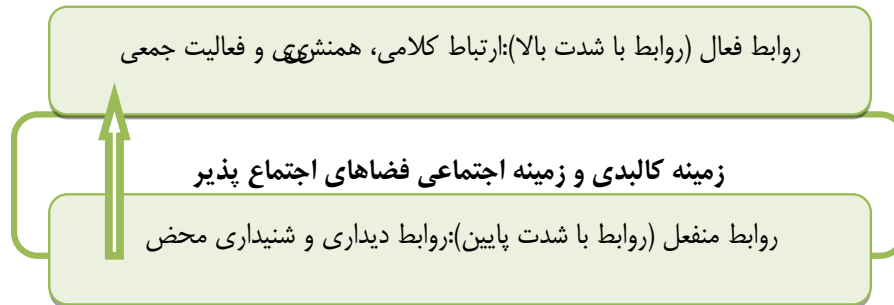 روابط فعال (روابط با شدت بالا):ارتباط کلامی، همنشینی و فعالیت جمعی
زمینه کالبدی و زمینه اجتماعی فضاهای اجتماع پذیر
روابط منفعل (روابط با شدت پایین):روابط دیداری و شنیداری محض